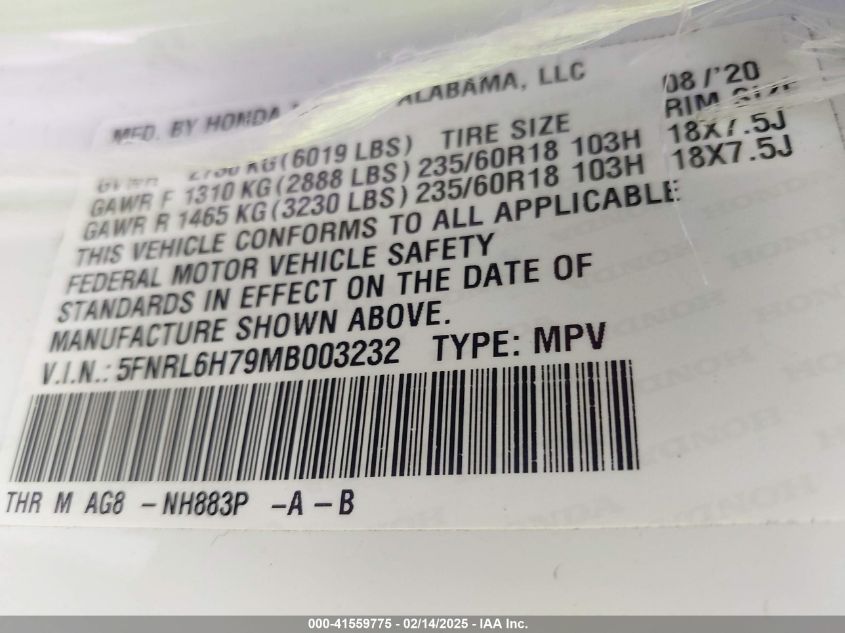 MFD. BY HONDA ALABAMA, LLC 08/'20
KG(6019 LBS) TIRE SIZE RIM SIZE
GAWR F 1310 KG(2888 LBS) 235/60R18 103H 18X7.5J
GAWR R 1465 KG(3230 LBS) 235/60R18 103H 18X7.5J
THIS VEHICLE CONFORMS TO ALL APPLICABLE
FEDERAL MOTOR VEHICLE SAFETY
STANDARDS IN EFFECT ON THE DATE OF
MANUFACTURE SHOWN ABOVE.
V.I.N.: 5FNRL6H79MB003232 TYPE: MPV
THR M AG8 -NH883P -A-B
000-41559775 - 02/14/2025 - IAAI Inc.